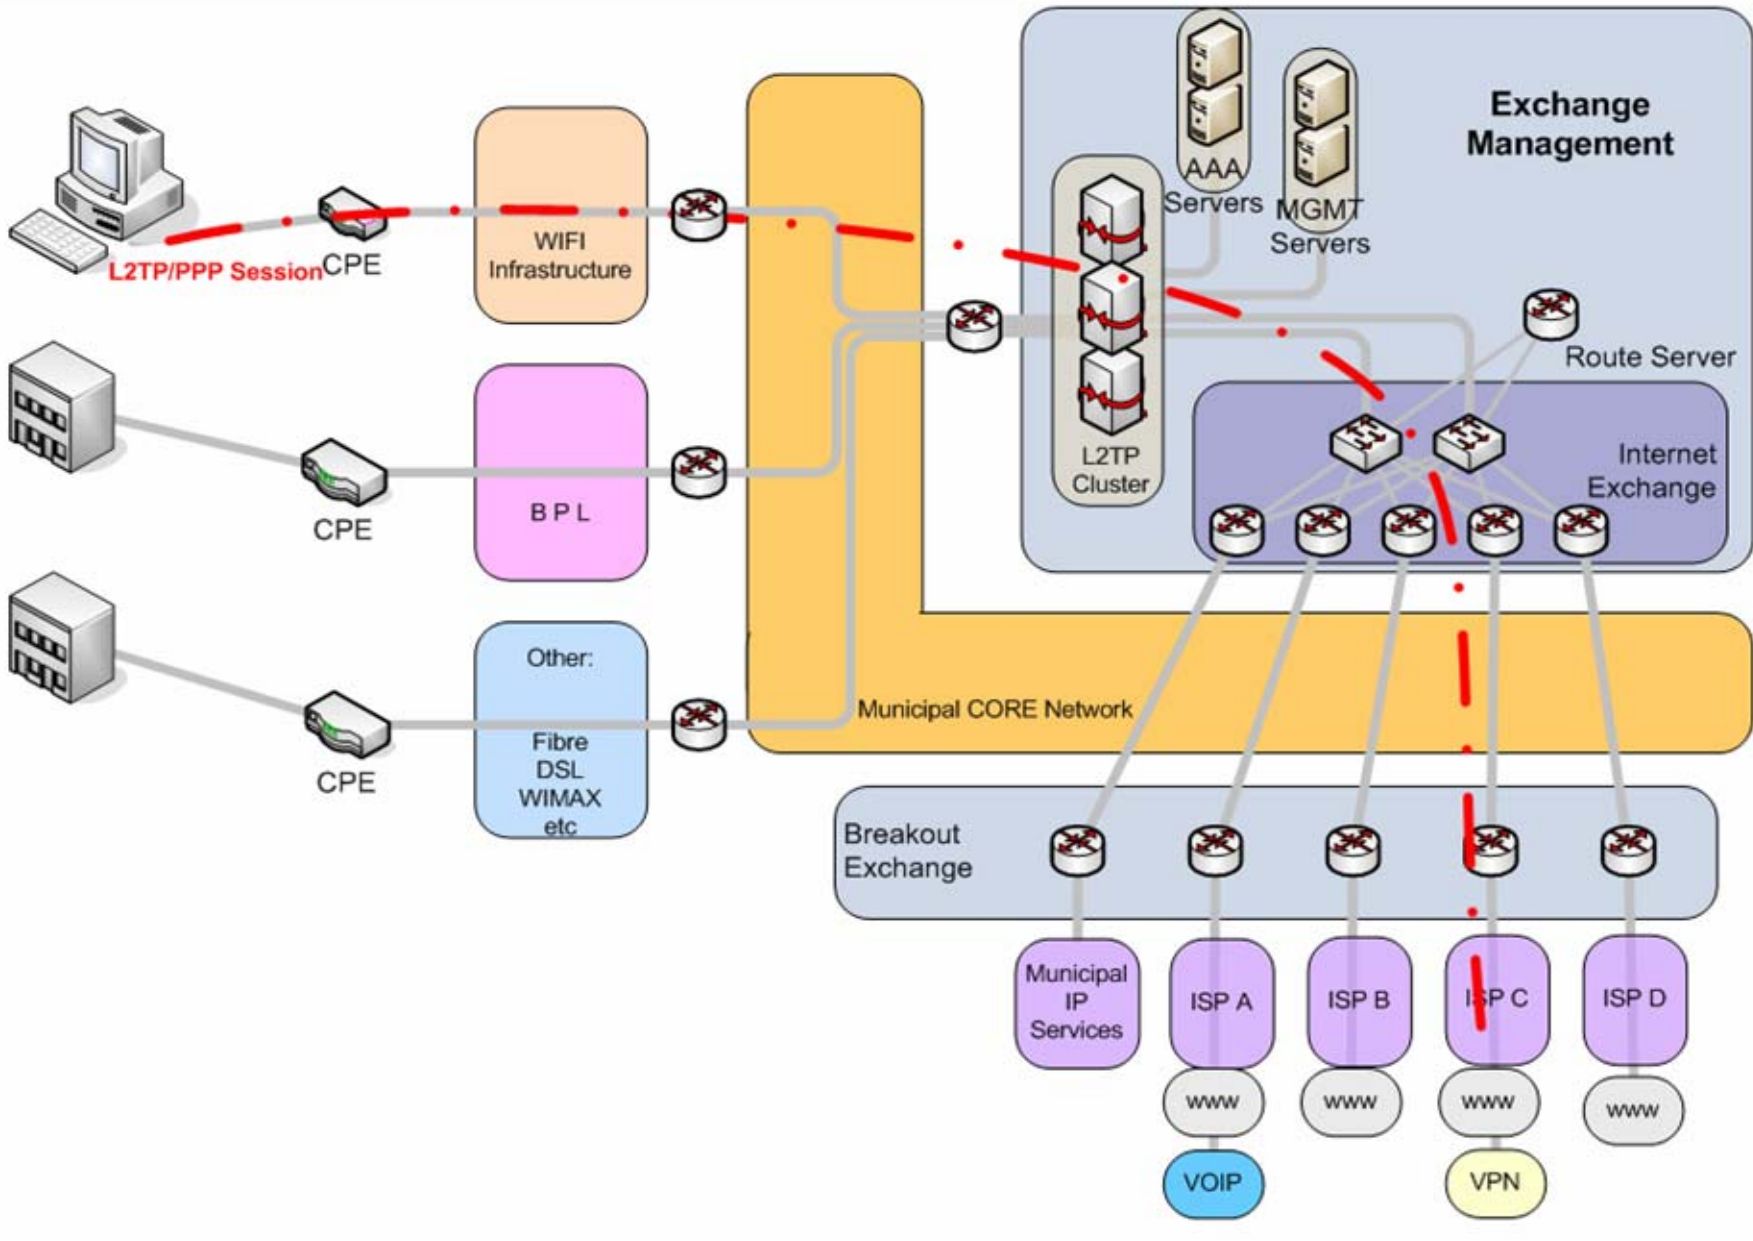 Exchange
Management
AAA
Servers
MGMT
Servers
L2TP/PPP Session
CPE
WIFI
Infrastructure
Route Server
L2TP
Cluster
Internet
Exchange
CPE
B P L
Other:
Fibre
DSL
WIMAX
etc
CPE
Municipal CORE Network
Breakout
Exchange
Municipal
IP
Services
ISP A
ISP B
ISP C
ISP D
www
www
www
www
VOIP
VPN